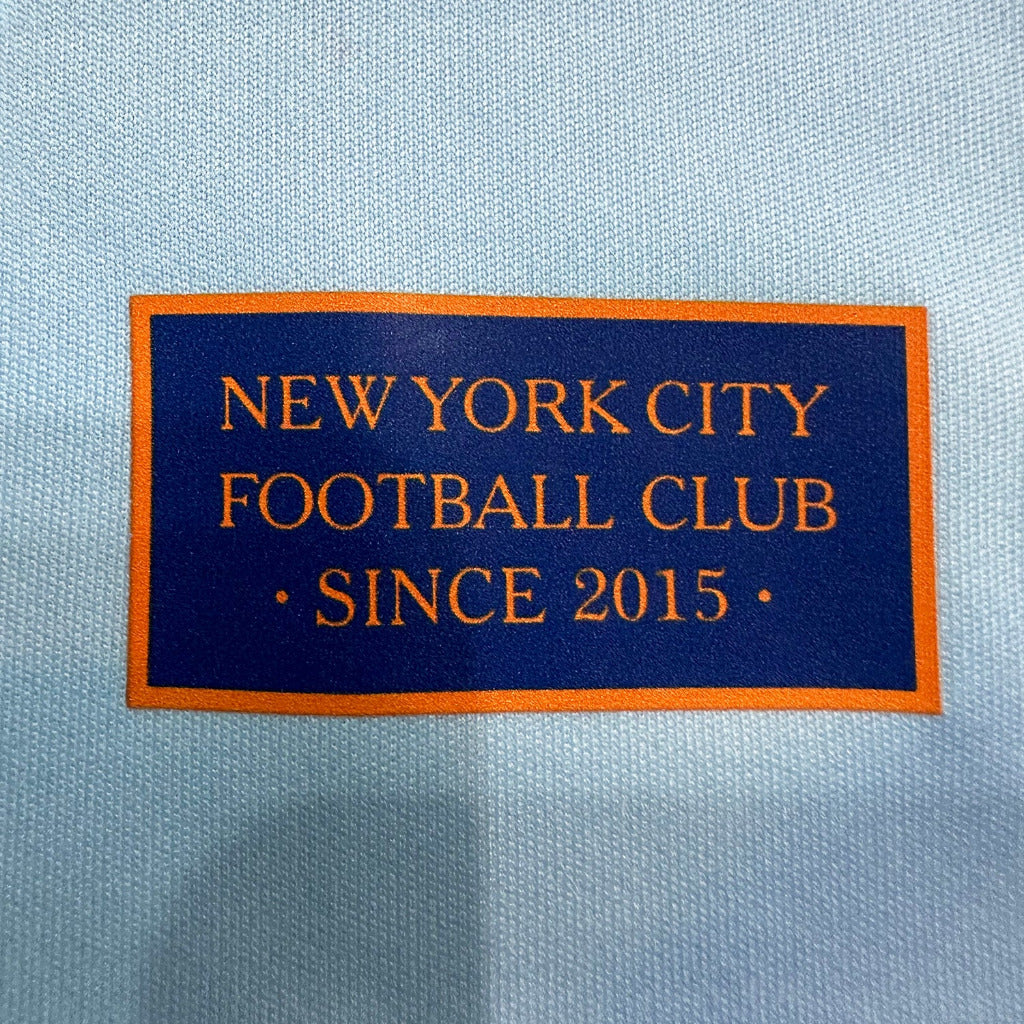 NEW YORK CITY
FOOTBALL CLUB
· SINCE 2015 ·